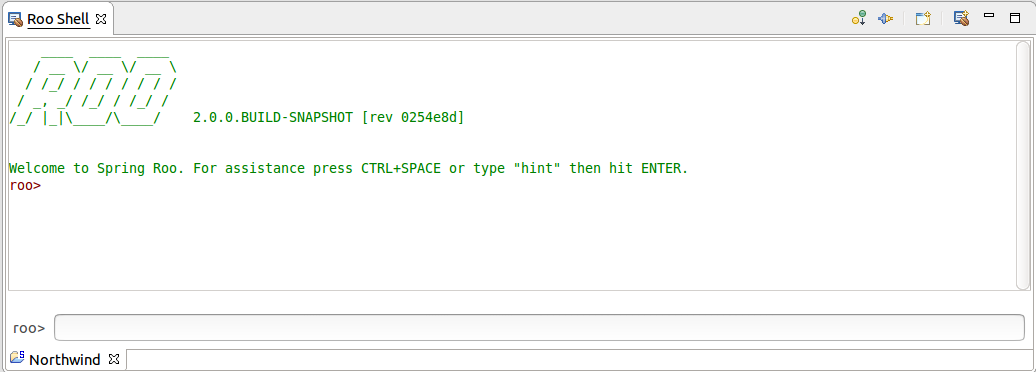 Roo Shell
    ____  ____  ____
   / __ \/ __ \/ __ \
  / /_/ / / / / / / /
 / _, _/ /_/ / /_/ /
/_/ |_|\____/\____/    2.0.0.BUILD-SNAPSHOT [rev 0254e8d]
Welcome to Spring Roo. For assistance press CTRL+SPACE or type "hint" then hit ENTER.
roo>
roo>
Northwind